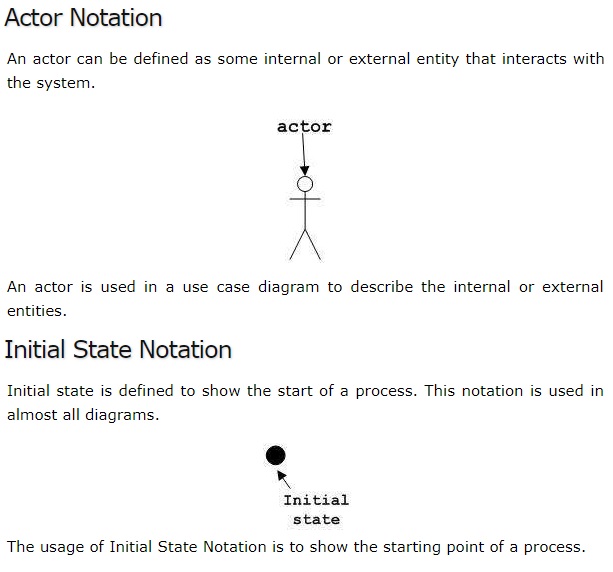 Actor Notation
An actor can be defined as some internal or external entity that interacts with
the system.
actor
An actor is used in a use case diagram to describe the internal or external
entities.
Initial State Notation
Initial state is defined to show the start of a process. This notation is used in
almost all diagrams.
Initial
state
The usage of Initial State Notation is to show the starting point of a process.